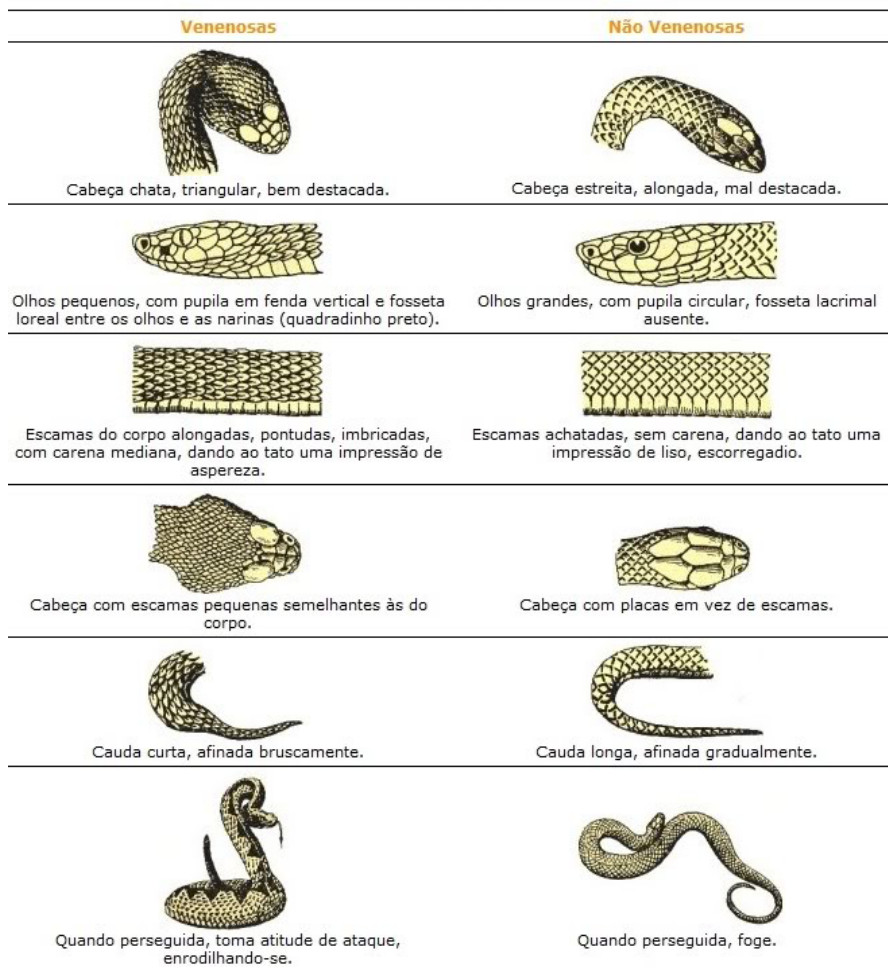 Venenosas
Não Venenosas
Cabeça chata, triangular, bem destacada.
Cabeça estreita, alongada, mal destacada.
Olhos pequenos, com pupila em fenda vertical e fosseta
loreal entre os olhos e as narinas (quadradinho preto).
Olhos grandes, com pupila circular, fosseta lacrimal
ausente.
Escamas do corpo alongadas, pontudas, imbricadas,
com carena mediana, dando ao tato uma impressão de
aspereza.
Escamas achatadas, sem carena, dando ao tato uma
impressão de liso, escorregadio.
Cabeça com escamas pequenas semelhantes às do
corpo.
Cabeça com placas em vez de escamas.
Cauda curta, afinada bruscamente.
Cauda longa, afinada gradualmente.
Quando perseguida, toma atitude de ataque,
enrodilhando-se.
Quando perseguida, foge.